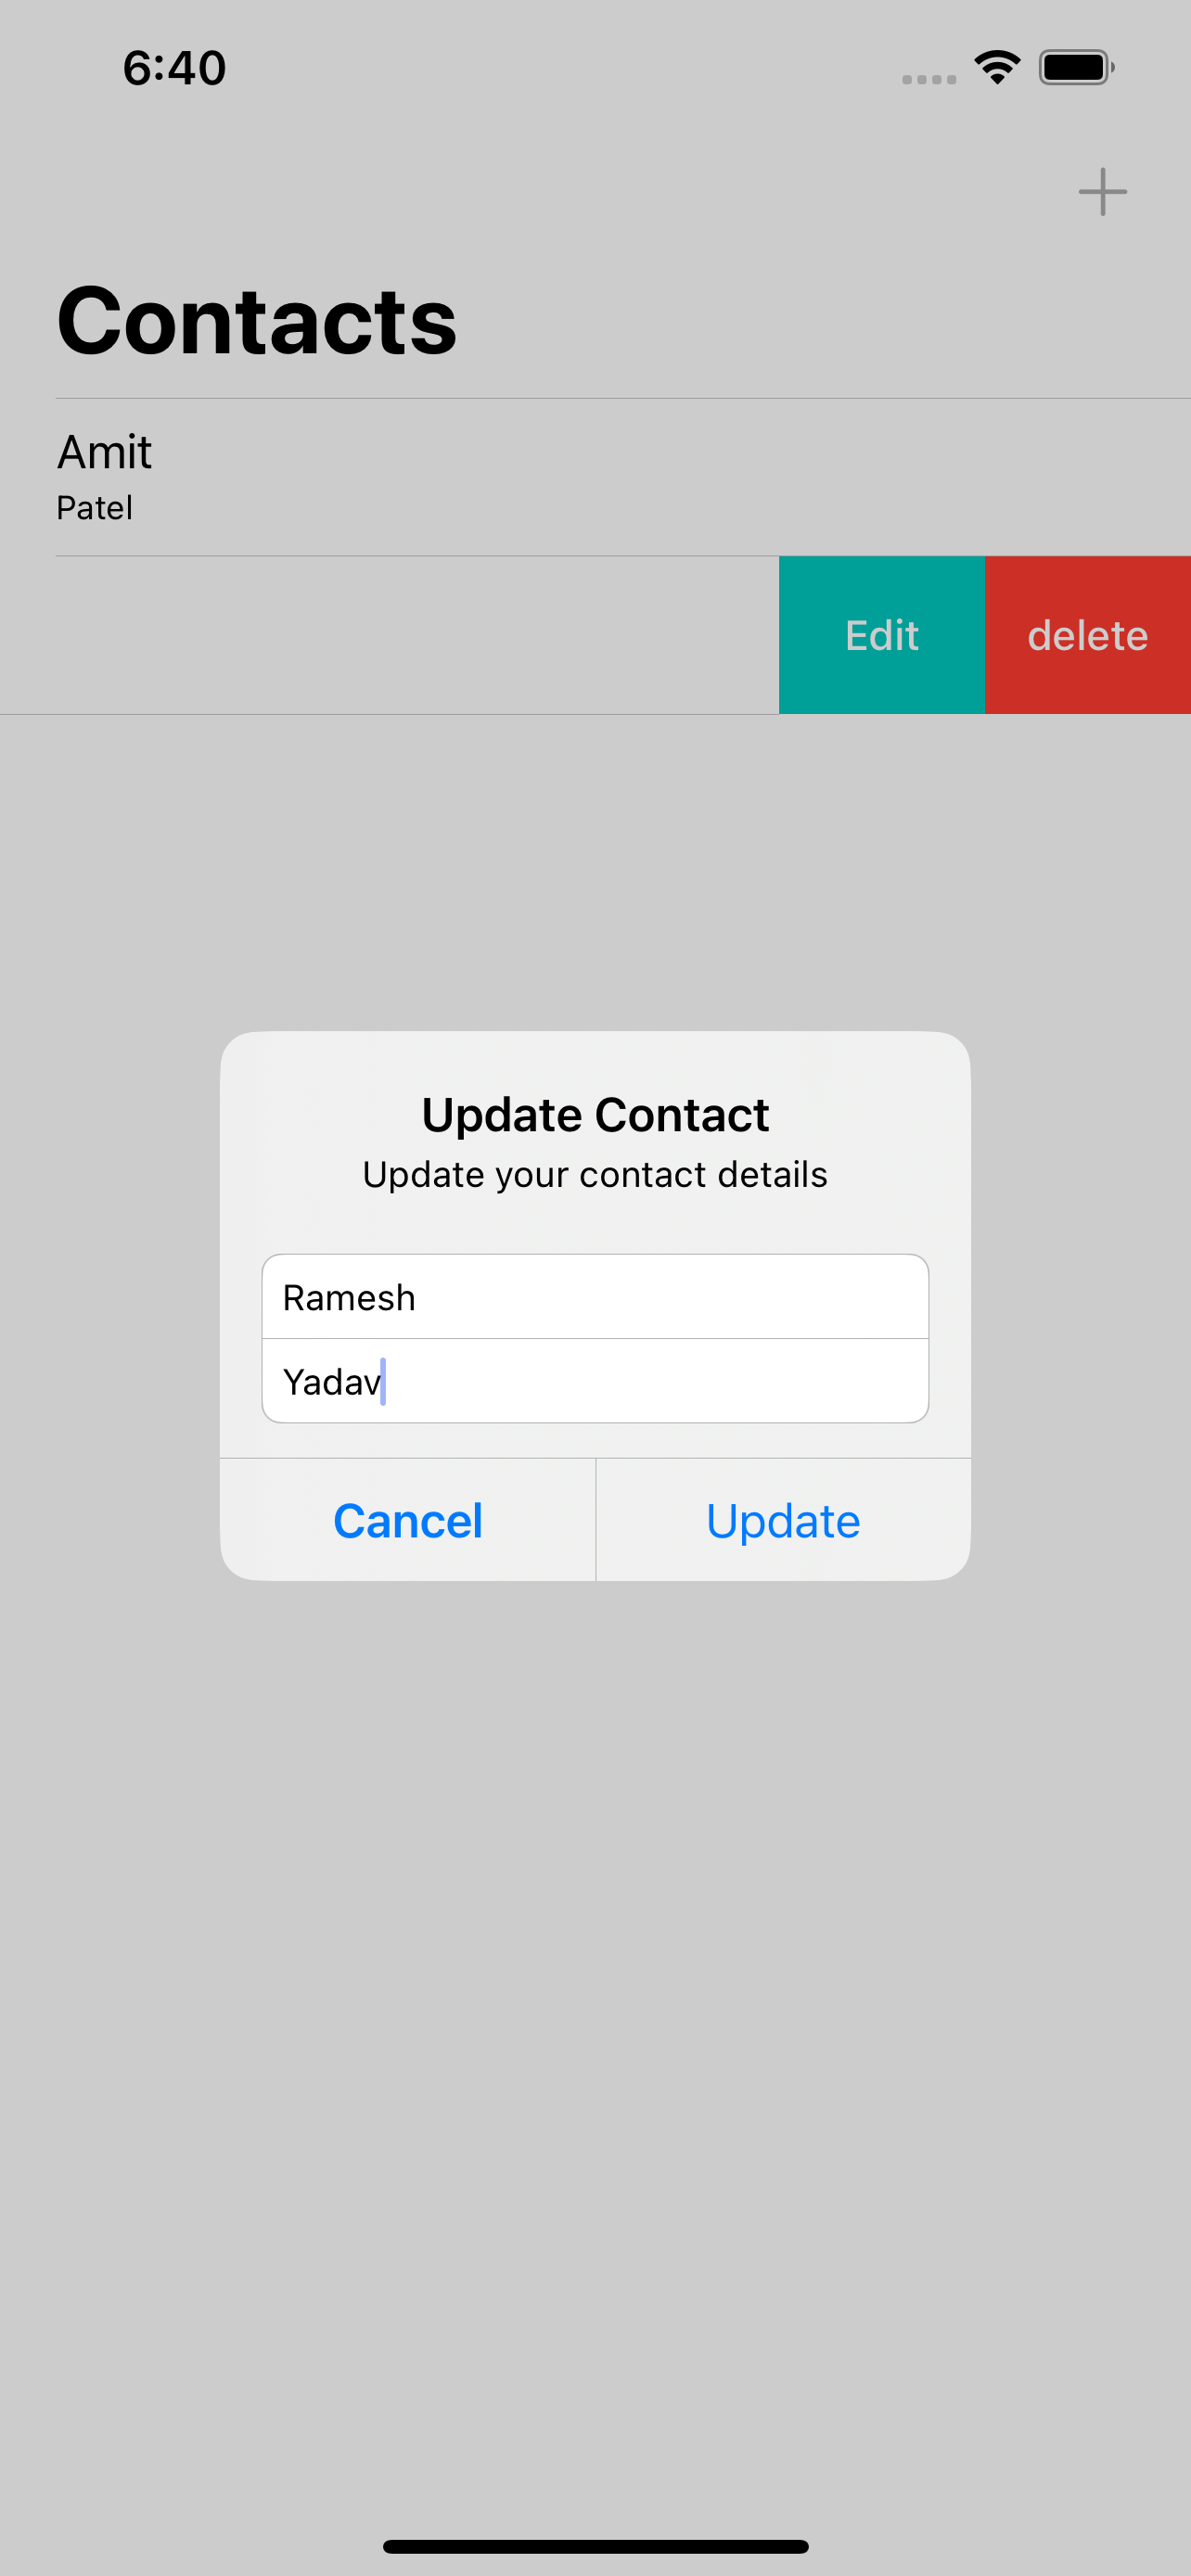 6:40
Contacts
Amit
Patel
Edit delete
Update Contact
Update your contact details
Ramesh
Yadav
Cancel Update